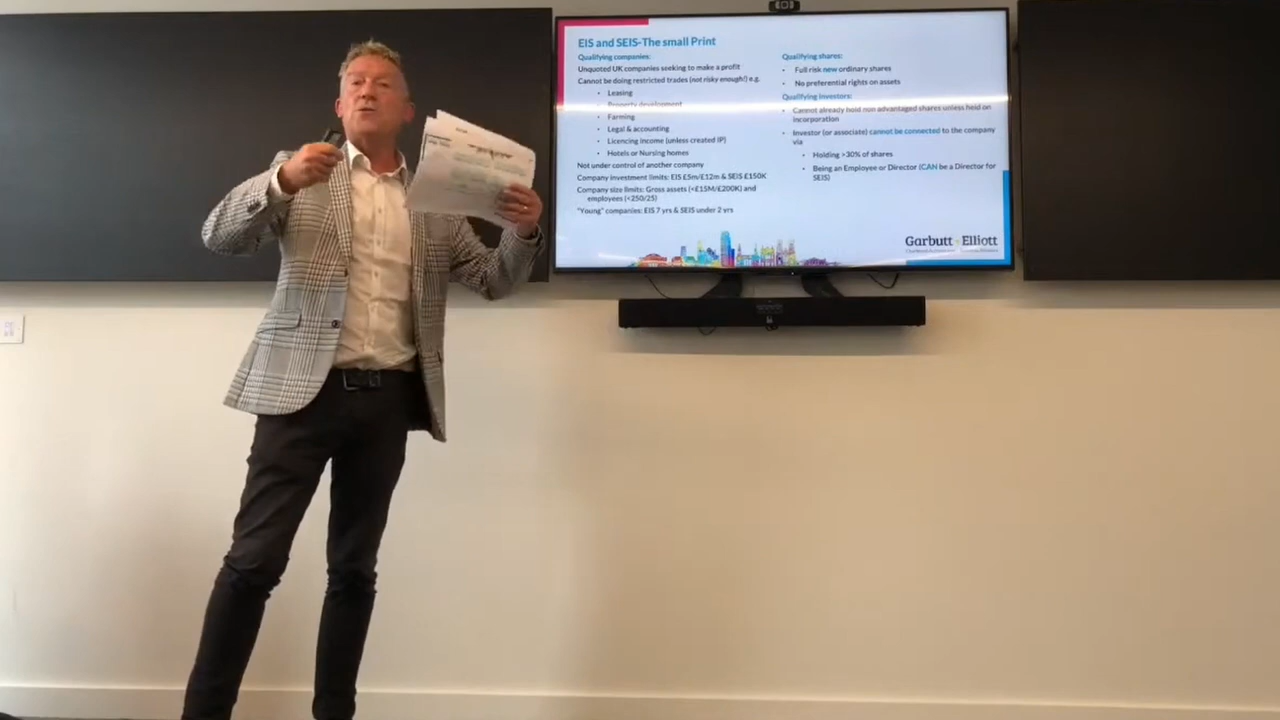 EIS and SEIS-The small Print
Qualifying companies:
Unquoted UK companies seeking to make a profit
Cannot be doing restricted trades (not risky enough!) e.g.
• Leasing
• Property development
• Farming
• Legal & accounting
• Licencing income (unless created IP)
• Hotels or Nursing homes
Not under control of another company
Company investment limits: EIS £5m/£12m & SEIS £150K
Company size limits: Gross assets (<£15M/£200K) and
employees (<250/25)
"Young" companies: EIS 7 yrs & SEIS under 2 yrs
Qualifying shares:
• Full risk new ordinary shares
• No preferential rights on assets
Qualifying investors:
• Cannot already hold non advantaged shares unless held on
incorporation
• Investor (or associate) cannot be connected to the company
via
• Holding >30% of shares
• Being an Employee or Director (CAN be a Director for
SEIS)
Garbutt + Elliott